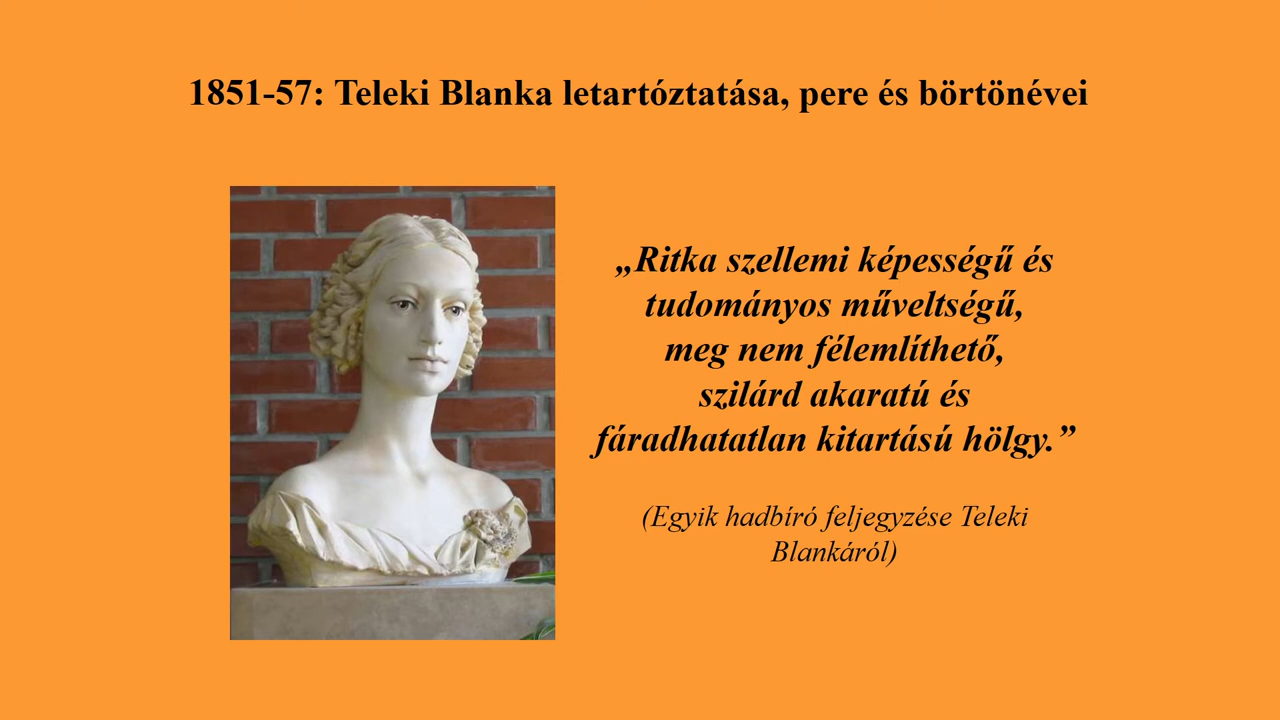 1851-57: Teleki Blanka letartóztatása, pere és börtönévei
„Ritka szellemi képességű és
tudományos műveltségű,
meg nem félemlíthető,
szilárd akaratú és
fáradhatatlan kitartású hölgy.”
(Egyik hadbíró feljegyzése Teleki
Blankáról)